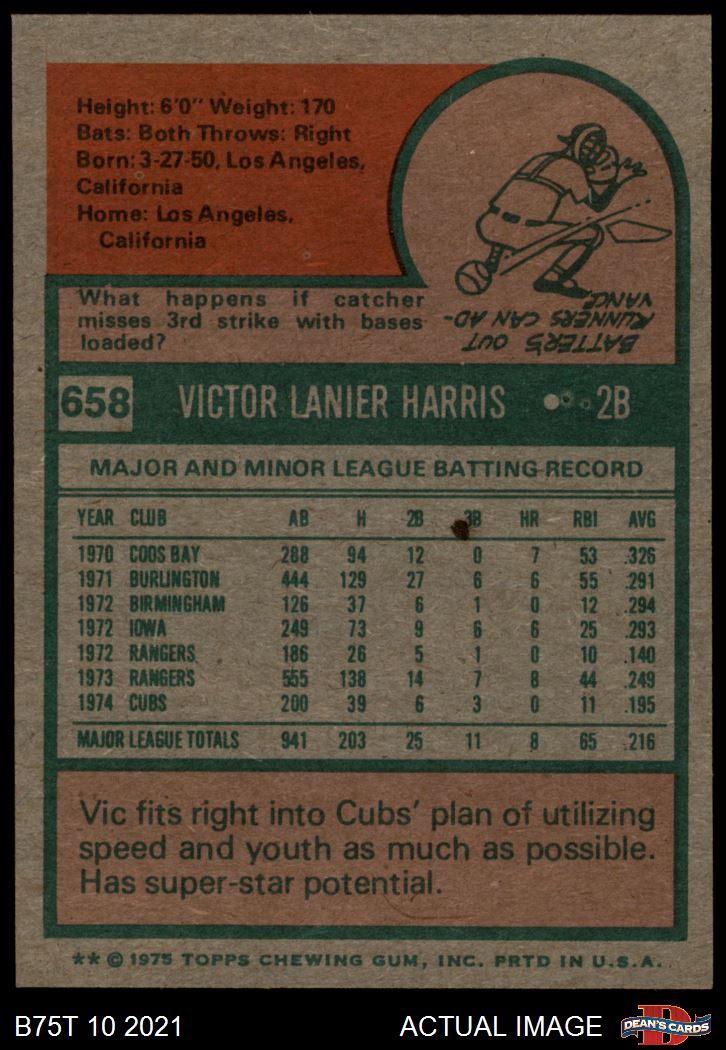 Height: 6'0" Weight: 170
Bats: Both Throws: Right
Born: 3-27-50, Los Angeles,
California
Home: Los Angeles,
California
What happens if catcher
misses 3rd strike with bases
loaded?
BATTER'S OUT
RUNNERS CAN AD-
VANCE.
658 VICTOR LANIER HARRIS 2B
MAJOR AND MINOR LEAGUE BATTING RECORD
YEAR CLUB AB H 2B 3B HR RBI AVG
1970 COOS BAY 288 94 12 0 7 53 .326
1971 BURLINGTON 444 129 27 6 6 55 .291
1972 BIRMINGHAM 126 37 6 1 0 12 .294
1972 IOWA 249 73 9 6 6 25 .293
1972 RANGERS 186 26 5 1 0 10 .140
1973 RANGERS 555 138 14 7 8 44 .249
1974 CUBS 200 39 6 3 0 11 .195
MAJOR LEAGUE TOTALS 941 203 25 11 8 65 .216
Vic fits right into Cubs' plan of utilizing
speed and youth as much as possible.
Has super-star potential.
** © 1975 TOPPS CHEWING GUM, INC. PRTD IN U.S.A.
B75T 10 2021 ACTUAL IMAGE
DEAN'S CARDS